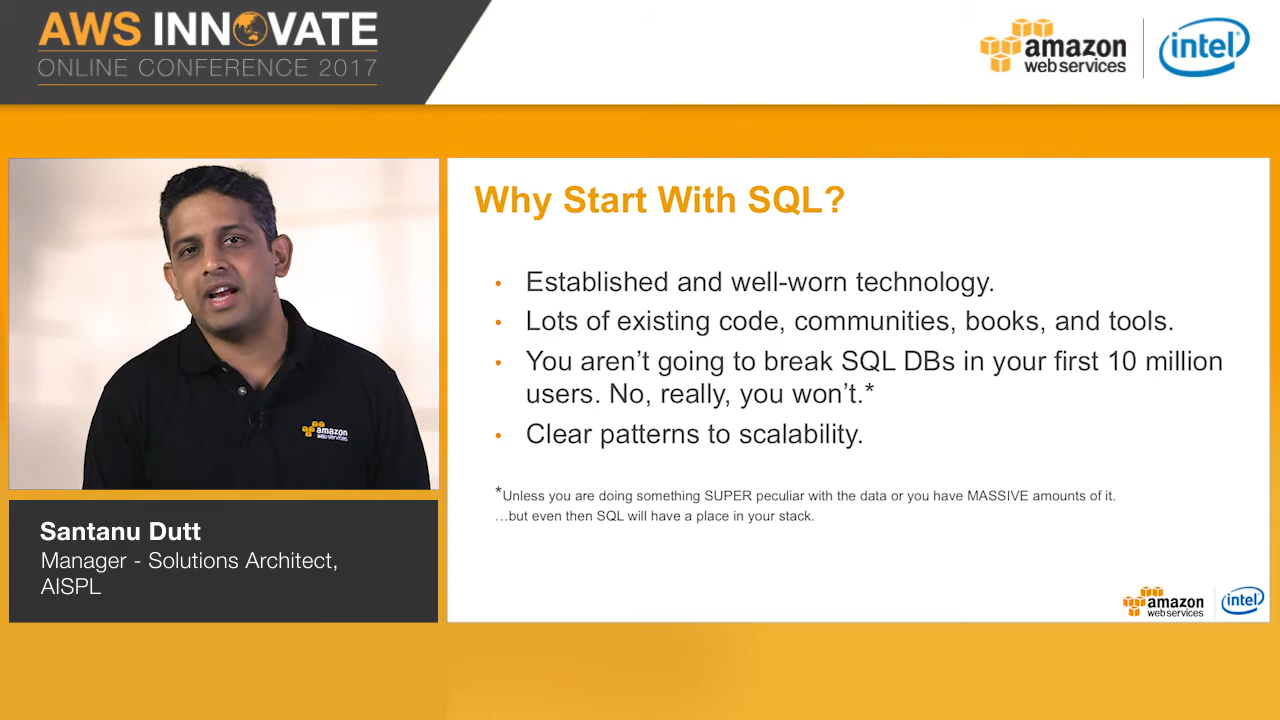 AWS INNOVATE
ONLINE CONFERENCE 2017
amazon
web services
intel
amazon
web services
Santanu Dutt
Manager - Solutions Architect,
AISPL
Why Start With SQL?
• Established and well-worn technology.
• Lots of existing code, communities, books, and tools.
• You aren’t going to break SQL DBs in your first 10 million
users. No, really, you won’t.*
• Clear patterns to scalability.
*Unless you are doing something SUPER peculiar with the data or you have MASSIVE amounts of it.
…but even then SQL will have a place in your stack.
amazon
web services
intel